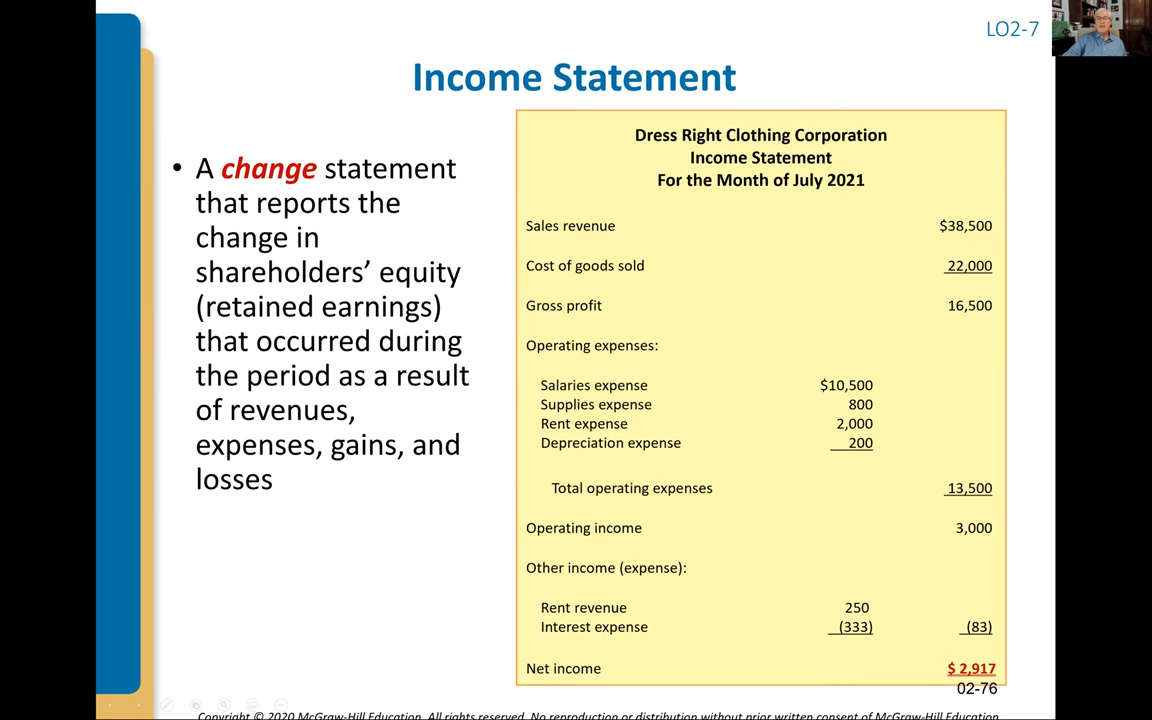 LO2-7
Income Statement
• A change statement
that reports the
change in
shareholders’ equity
(retained earnings)
that occurred during
the period as a result
of revenues,
expenses, gains, and
losses
Dress Right Clothing Corporation
Income Statement
For the Month of July 2021
Sales revenue $38,500
Cost of goods sold 22,000
Gross profit 16,500
Operating expenses:
Salaries expense $10,500
Supplies expense 800
Rent expense 2,000
Depreciation expense 200
Total operating expenses 13,500
Operating income 3,000
Other income (expense):
Rent revenue 250
Interest expense (333) (83)
Net income $ 2,917
02-76
Copyright © 2020 McGraw-Hill Education. All rights reserved. No reproduction or distribution without prior written consent of McGraw-Hill Education.